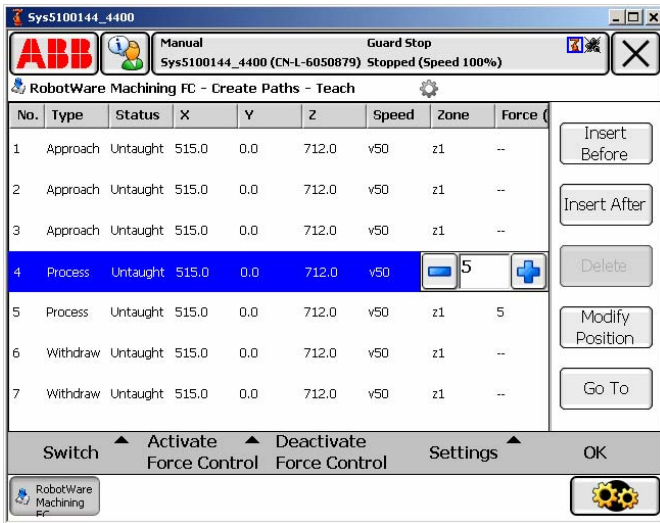 Sys5100144_4400
ABB
Manual
Guard Stop
Sys5100144_4400 (CN-L-6050879)
Stopped (Speed 100%)
RobotWare Machining FC - Create Paths - Teach
No. Type Status X Y Z Speed Zone Force (
1 Approach Untaught 515.0 0.0 712.0 v50 z1 --
2 Approach Untaught 515.0 0.0 712.0 v50 z1 --
3 Approach Untaught 515.0 0.0 712.0 v50 z1 --
4 Process Untaught 515.0 0.0 712.0 v50 5
5 Process Untaught 515.0 0.0 712.0 v50 z1 5
6 Withdraw Untaught 515.0 0.0 712.0 v50 z1 --
7 Withdraw Untaught 515.0 0.0 712.0 v50 z1 --
Insert
Before
Insert After
Delete
Modify
Position
Go To
Switch
Activate
Force Control
Deactivate
Force Control
Settings
OK
RobotWare
Machining
FC